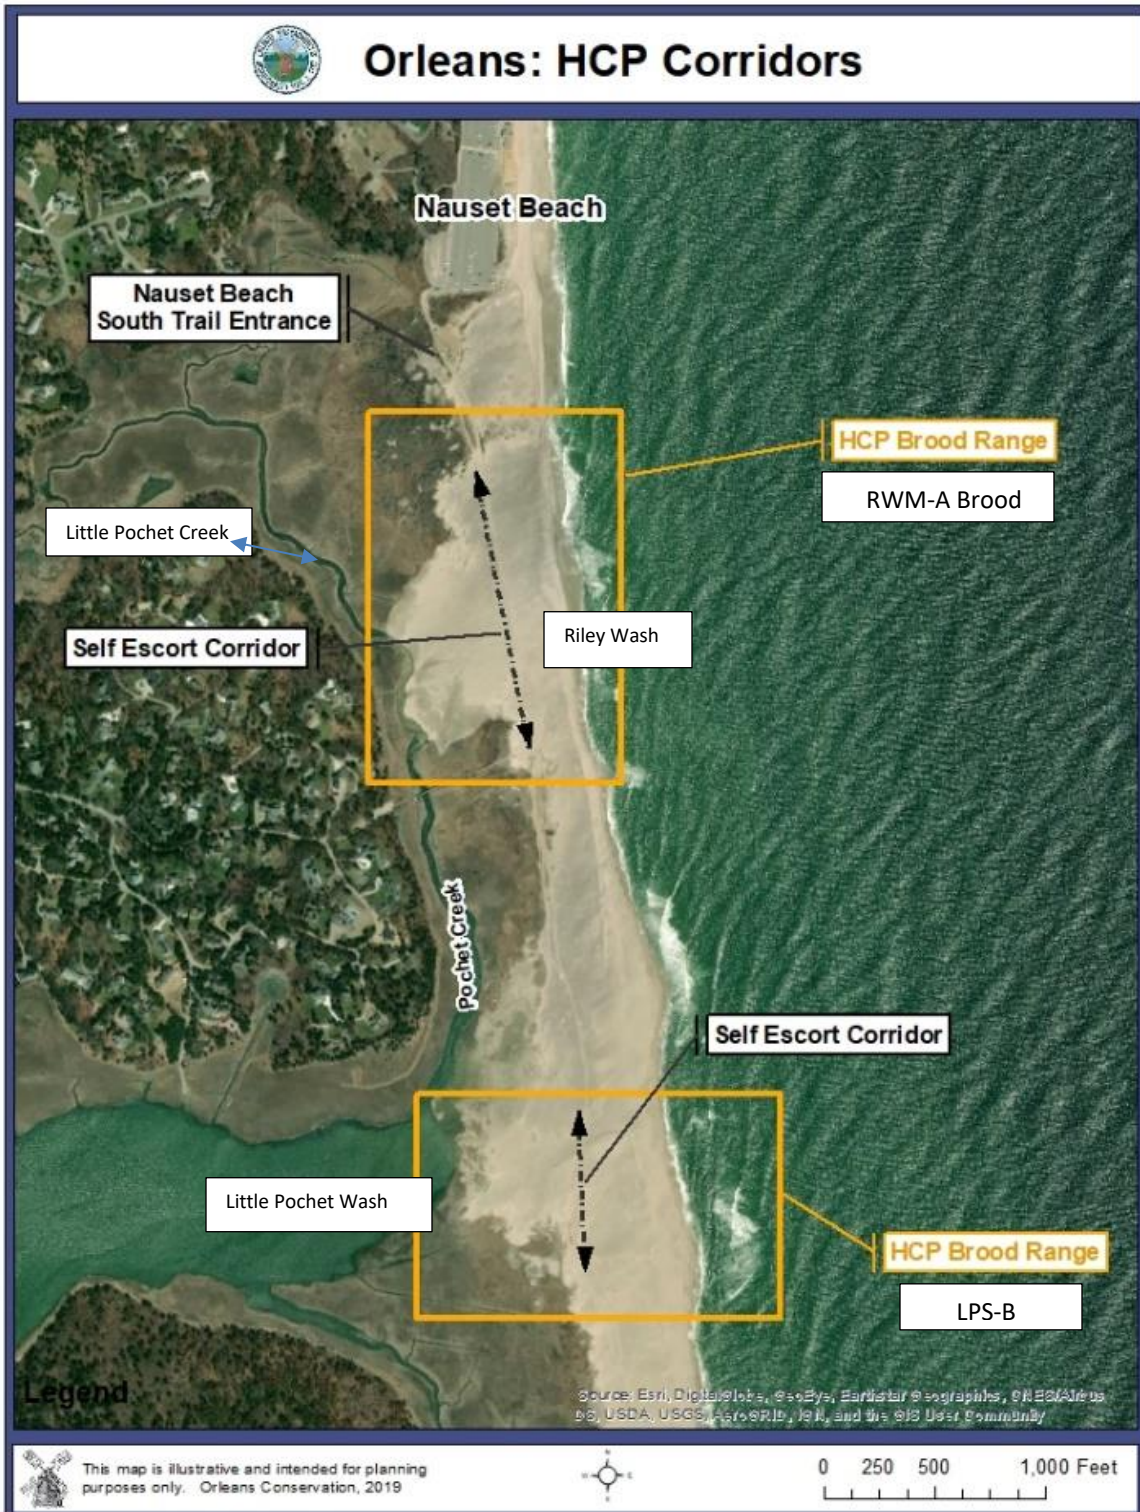 Orleans: HCP Corridors
Nauset Beach
Nauset Beach
South Trail Entrance
HCP Brood Range
RWM-A Brood
Little Pochet Creek
Riley Wash
Self Escort Corridor
Pochet Creek
Self Escort Corridor
Little Pochet Wash
HCP Brood Range
LPS-B
Legend
Source: Esri, DigitalGlobe, GeoEye, Earthstar Geographics, CNES/Airbus
DS, USDA, USGS, AeroGRID, IGN, and the GIS User Community
This map is illustrative and intended for planning
purposes only. Orleans Conservation, 2019
0 250 500 1,000 Feet